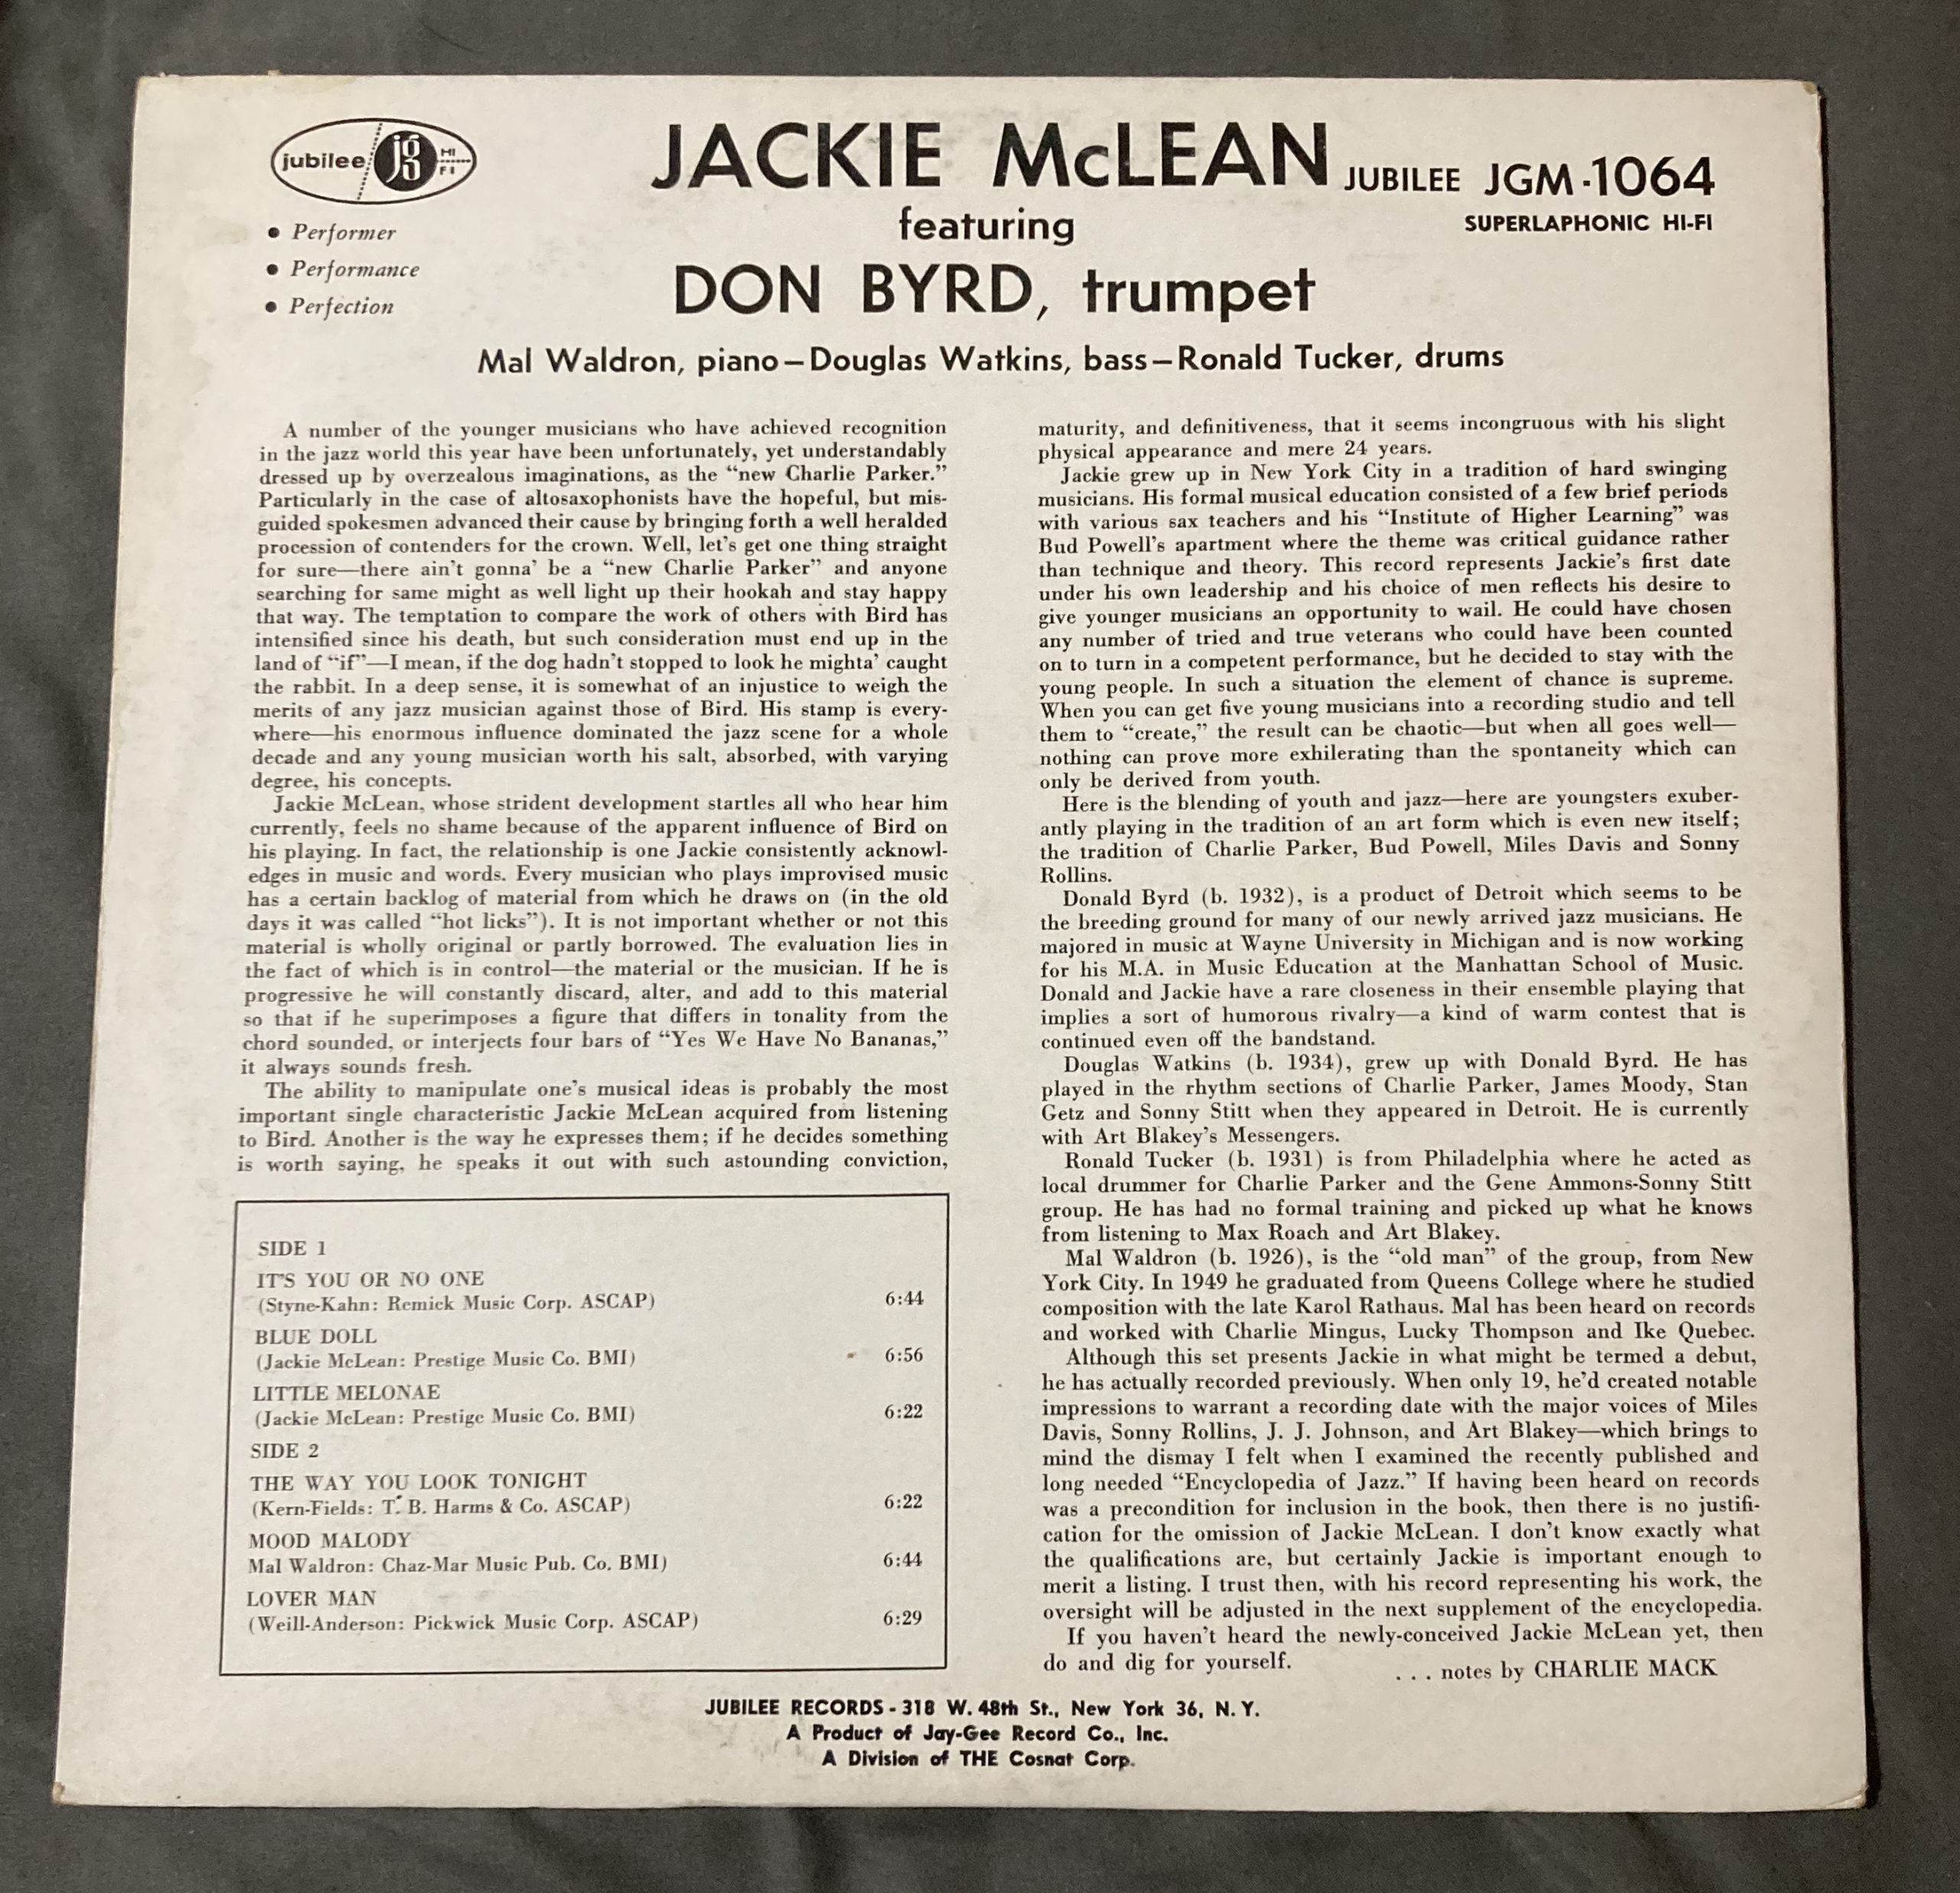 jubilee jg HI FI
• Performer
• Performance
• Perfection
JACKIE McLEAN
featuring
DON BYRD, trumpet
JUBILEE JGM-1064
SUPERLAPHONIC HI-FI
Mal Waldron, piano—Douglas Watkins, bass—Ronald Tucker, drums
A number of the younger musicians who have achieved recognition
in the jazz world this year have been unfortunately, yet understandably
dressed up by overzealous imaginations, as the “new Charlie Parker.”
Particularly in the case of altosaxophonists have the hopeful, but mis-
guided spokesmen advanced their cause by bringing forth a well heralded
procession of contenders for the crown. Well, let's get one thing straight
for sure—there ain't gonna' be a “new Charlie Parker” and anyone
searching for same might as well light up their hookah and stay happy
that way. The temptation to compare the work of others with Bird has
intensified since his death, but such consideration must end up in the
land of “if”—I mean, if the dog hadn't stopped to look he mighta' caught
the rabbit. In a deep sense, it is somewhat of an injustice to weigh the
merits of any jazz musician against those of Bird. His stamp is every-
where—his enormous influence dominated the jazz scene for a whole
decade and any young musician worth his salt, absorbed, with varying
degree, his concepts.
Jackie McLean, whose strident development startles all who hear him
currently, feels no shame because of the apparent influence of Bird on
his playing. In fact, the relationship is one Jackie consistently acknowl-
edges in music and words. Every musician who plays improvised music
has a certain backlog of material from which he draws on (in the old
days it was called “hot licks”). It is not important whether or not this
material is wholly original or partly borrowed. The evaluation lies in
the fact of which is in control—the material or the musician. If he is
progressive he will constantly discard, alter, and add to this material
so that if he superimposes a figure that differs in tonality from the
chord sounded, or interjects four bars of “Yes We Have No Bananas,”
it always sounds fresh.
The ability to manipulate one's musical ideas is probably the most
important single characteristic Jackie McLean acquired from listening
to Bird. Another is the way he expresses them; if he decides something
is worth saying, he speaks it out with such astounding conviction,
SIDE 1
IT'S YOU OR NO ONE
(Styne-Kahn: Remick Music Corp. ASCAP) 6:44
BLUE DOLL
(Jackie McLean: Prestige Music Co. BMI) 6:56
LITTLE MELONAE
(Jackie McLean: Prestige Music Co. BMI) 6:22
SIDE 2
THE WAY YOU LOOK TONIGHT
(Kern-Fields: T. B. Harms & Co. ASCAP) 6:22
MOOD MALODY
Mal Waldron: Chaz-Mar Music Pub. Co. BMI) 6:44
LOVER MAN
(Weill-Anderson: Pickwick Music Corp. ASCAP) 6:29
maturity, and definitiveness, that it seems incongruous with his slight
physical appearance and mere 24 years.
Jackie grew up in New York City in a tradition of hard swinging
musicians. His formal musical education consisted of a few brief periods
with various sax teachers and his “Institute of Higher Learning” was
Bud Powell's apartment where the theme was critical guidance rather
than technique and theory. This record represents Jackie's first date
under his own leadership and his choice of men reflects his desire to
give younger musicians an opportunity to wail. He could have chosen
any number of tried and true veterans who could have been counted
on to turn in a competent performance, but he decided to stay with the
young people. In such a situation the element of chance is supreme.
When you can get five young musicians into a recording studio and tell
them to “create,” the result can be chaotic—but when all goes well—
nothing can prove more exhilerating than the spontaneity which can
only be derived from youth.
Here is the blending of youth and jazz—here are youngsters exuber-
antly playing in the tradition of an art form which is even new itself;
the tradition of Charlie Parker, Bud Powell, Miles Davis and Sonny
Rollins.
Donald Byrd (b. 1932), is a product of Detroit which seems to be
the breeding ground for many of our newly arrived jazz musicians. He
majored in music at Wayne University in Michigan and is now working
for his M.A. in Music Education at the Manhattan School of Music.
Donald and Jackie have a rare closeness in their ensemble playing that
implies a sort of humorous rivalry—a kind of warm contest that is
continued even off the bandstand.
Douglas Watkins (b. 1934), grew up with Donald Byrd. He has
played in the rhythm sections of Charlie Parker, James Moody, Stan
Getz and Sonny Stitt when they appeared in Detroit. He is currently
with Art Blakey's Messengers.
Ronald Tucker (b. 1931) is from Philadelphia where he acted as
local drummer for Charlie Parker and the Gene Ammons-Sonny Stitt
group. He has had no formal training and picked up what he knows
from listening to Max Roach and Art Blakey.
Mal Waldron (b. 1926), is the “old man” of the group, from New
York City. In 1949 he graduated from Queens College where he studied
composition with the late Karol Rathaus. Mal has been heard on records
and worked with Charlie Mingus, Lucky Thompson and Ike Quebec.
Although this set presents Jackie in what might be termed a debut,
he has actually recorded previously. When only 19, he'd created notable
impressions to warrant a recording date with the major voices of Miles
Davis, Sonny Rollins, J. J. Johnson, and Art Blakey—which brings to
mind the dismay I felt when I examined the recently published and
long needed “Encyclopedia of Jazz.” If having been heard on records
was a precondition for inclusion in the book, then there is no justifi-
cation for the omission of Jackie McLean. I don't know exactly what
the qualifications are, but certainly Jackie is important enough to
merit a listing. I trust then, with his record representing his work, the
oversight will be adjusted in the next supplement of the encyclopedia.
If you haven't heard the newly-conceived Jackie McLean yet, then
do and dig for yourself.
. . . notes by CHARLIE MACK
JUBILEE RECORDS - 318 W. 48th St., New York 36, N. Y.
A Product of Jay-Gee Record Co., Inc.
A Division of THE Cosnat Corp.